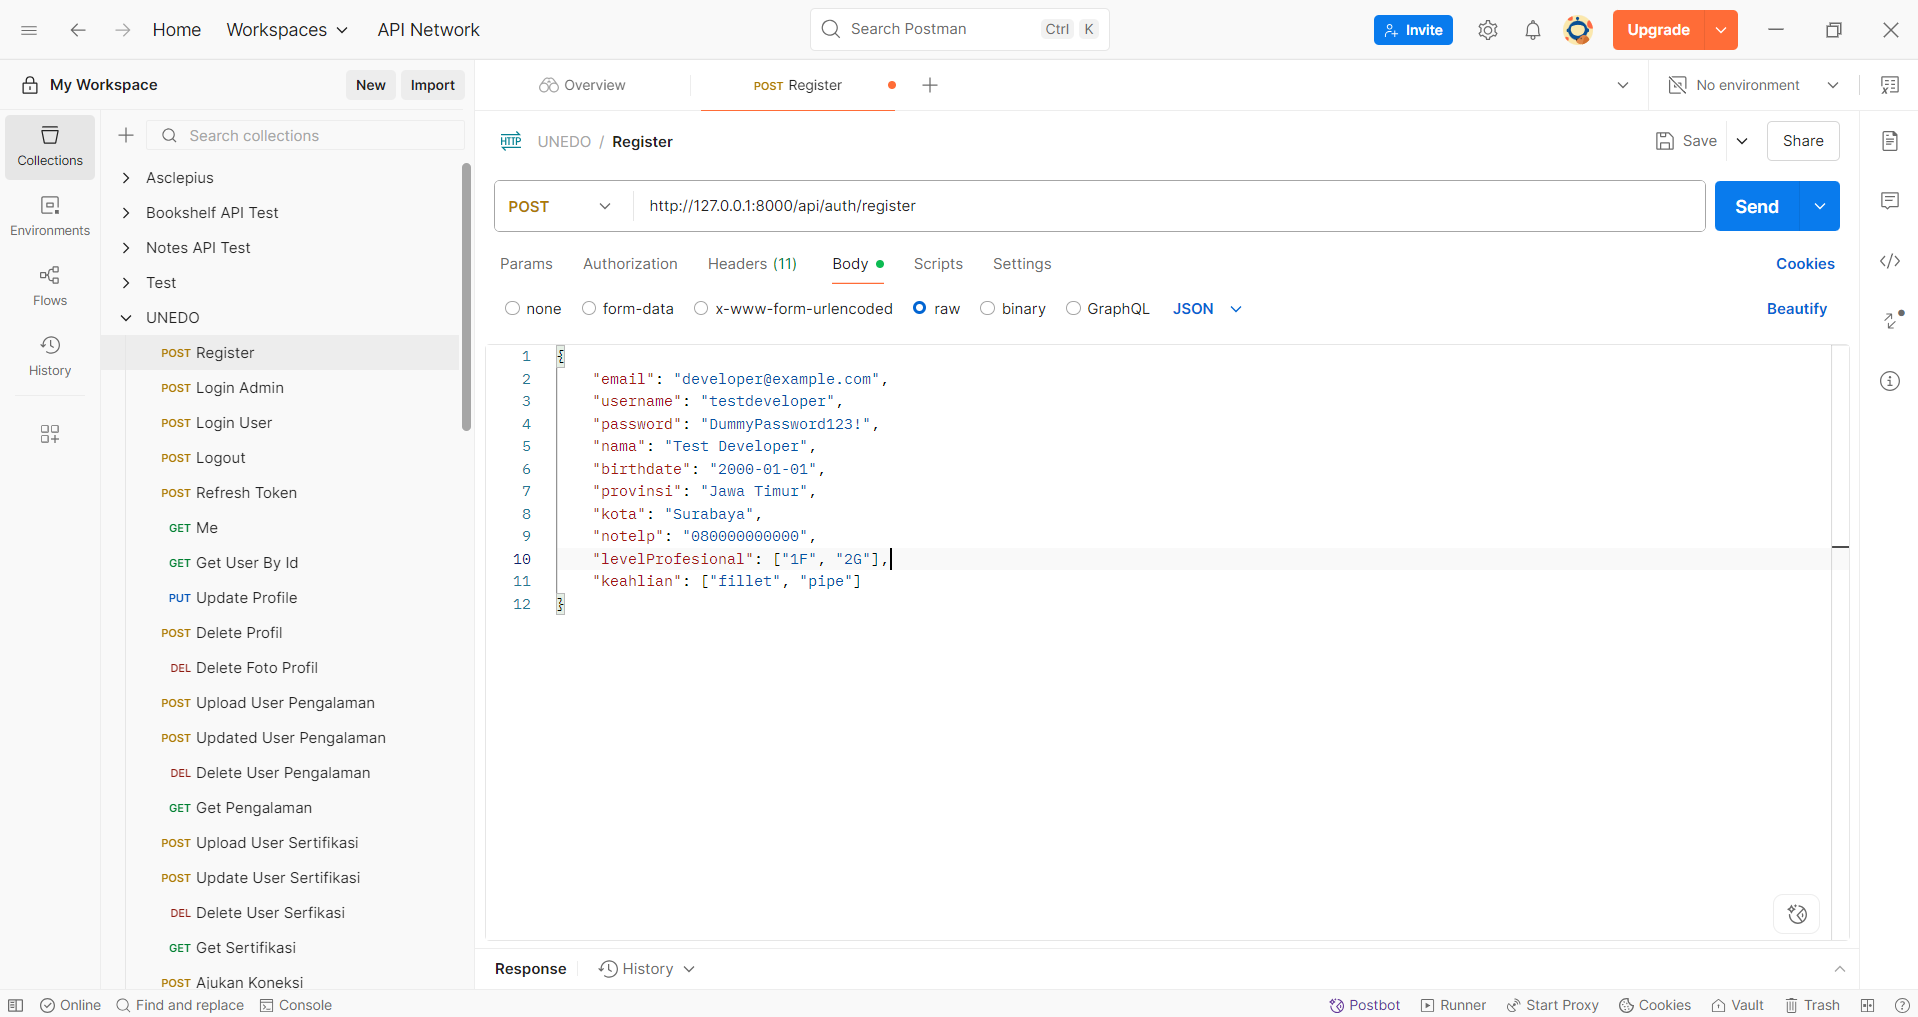 Home
Workspaces
API Network
Search Postman
Ctrl K
Invite
Upgrade
My Workspace
New
Import
Overview
POST Register
No environment
Collections
Environments
Flows
History
Search collections
Asclepius
Bookshelf API Test
Notes API Test
Test
UNEDO
POST Register
POST Login Admin
POST Login User
POST Logout
POST Refresh Token
GET Me
GET Get User By Id
PUT Update Profile
POST Delete Profil
DEL Delete Foto Profil
POST Upload User Pengalaman
POST Updated User Pengalaman
DEL Delete User Pengalaman
GET Get Pengalaman
POST Upload User Sertifikasi
POST Update User Sertifikasi
DEL Delete User Serfikasi
GET Get Sertifikasi
POST Ajukan Koneksi
HTTP UNEDO / Register
Save
Share
POST
http://127.0.0.1:8000/api/auth/register
Send
Params Authorization Headers (11) Body Scripts Settings
Cookies
none form-data x-www-form-urlencoded raw binary GraphQL JSON
Beautify
1 {
2 "email": "developer@example.com",
3 "username": "testdeveloper",
4 "password": "DummyPassword123!",
5 "nama": "Test Developer",
6 "birthdate": "2000-01-01",
7 "provinsi": "Jawa Timur",
8 "kota": "Surabaya",
9 "notelp": "080000000000",
10 "levelProfesional": ["1F", "2G"],
11 "keahlian": ["fillet", "pipe"]
12 }
Response
History
Online
Find and replace
Console
Postbot
Runner
Start Proxy
Cookies
Vault
Trash